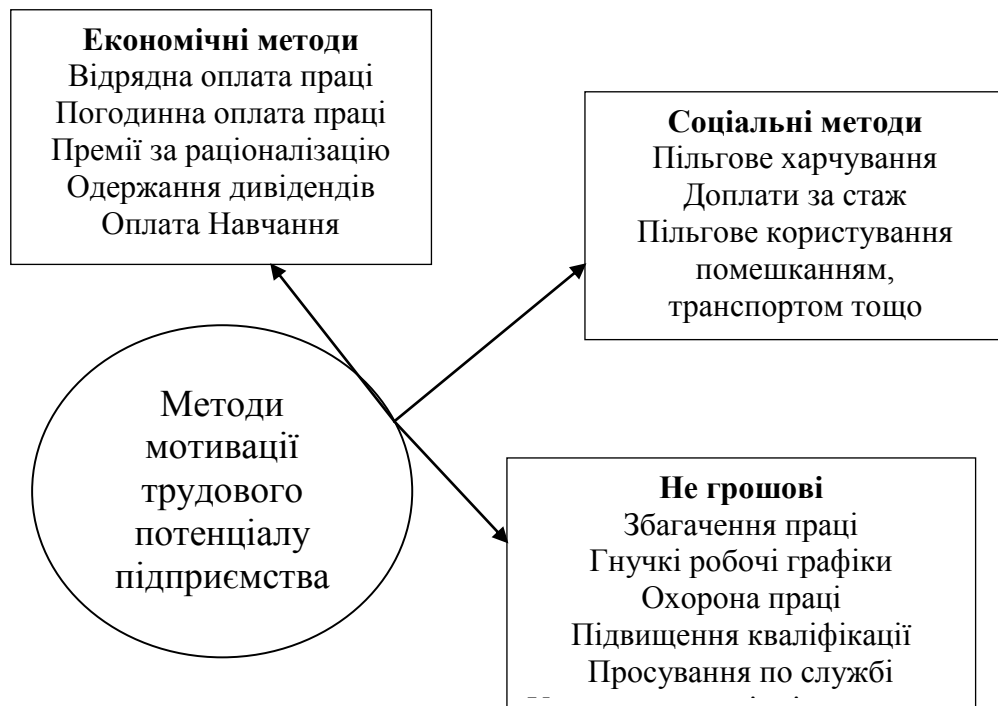 Економічні методи
Відрядна оплата праці
Погодинна оплата праці
Премії за раціоналізацію
Одержання дивідендів
Оплата Навчання
Соціальні методи
Пільгове харчування
Доплати за стаж
Пільгове користування
помешканням,
транспортом тощо
Методи
мотивації
трудового
потенціалу
підприємства
Не грошові
Збагачення праці
Гнучкі робочі графіки
Охорона праці
Підвищення кваліфікації
Просування по службі